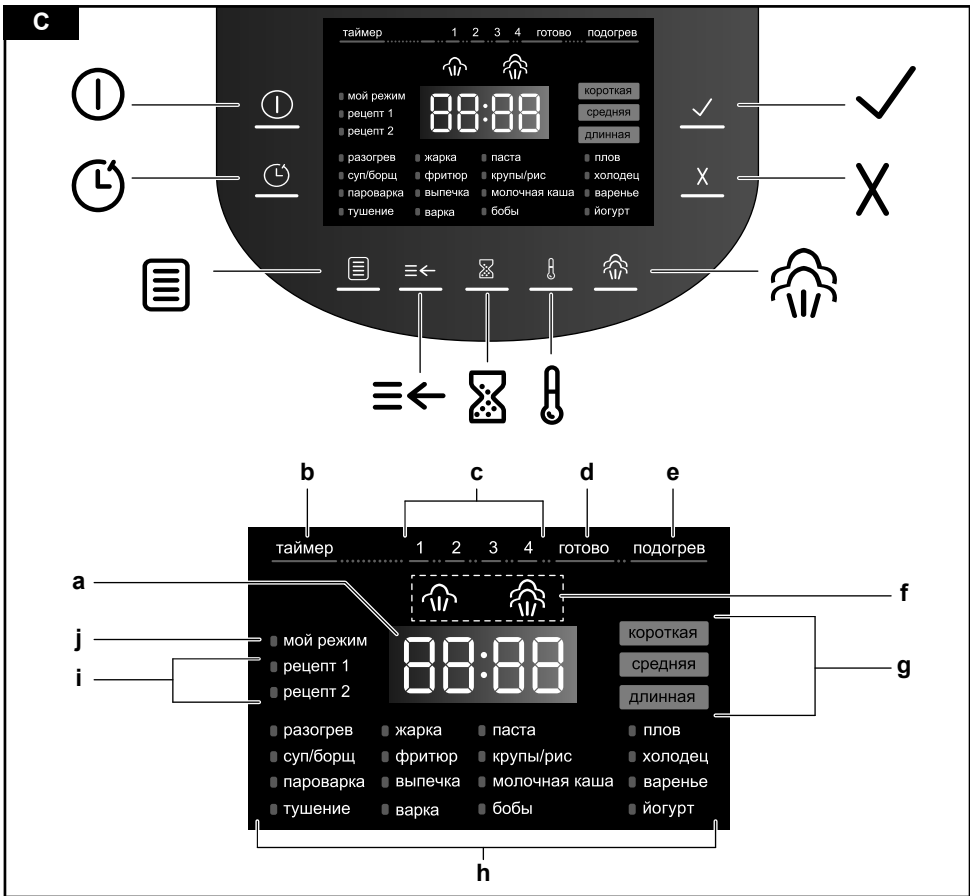 C
таймер 1 2 3 4 готово подогрев
мой режим 88:88 короткая
рецепт 1 средняя
рецепт 2 длинная
разогрев жарка паста плов
суп/борщ фритюр крупы/рис холодец
пароварка выпечка молочная каша варенье
тушение варка бобы йогурт
X X
b c d e
таймер 1 2 3 4 готово подогрев
a f
j мой режим 88:88 короткая
i рецепт 1 средняя g
рецепт 2 длинная
разогрев жарка паста плов
суп/борщ фритюр крупы/рис холодец
пароварка выпечка молочная каша варенье
тушение варка бобы йогурт
h